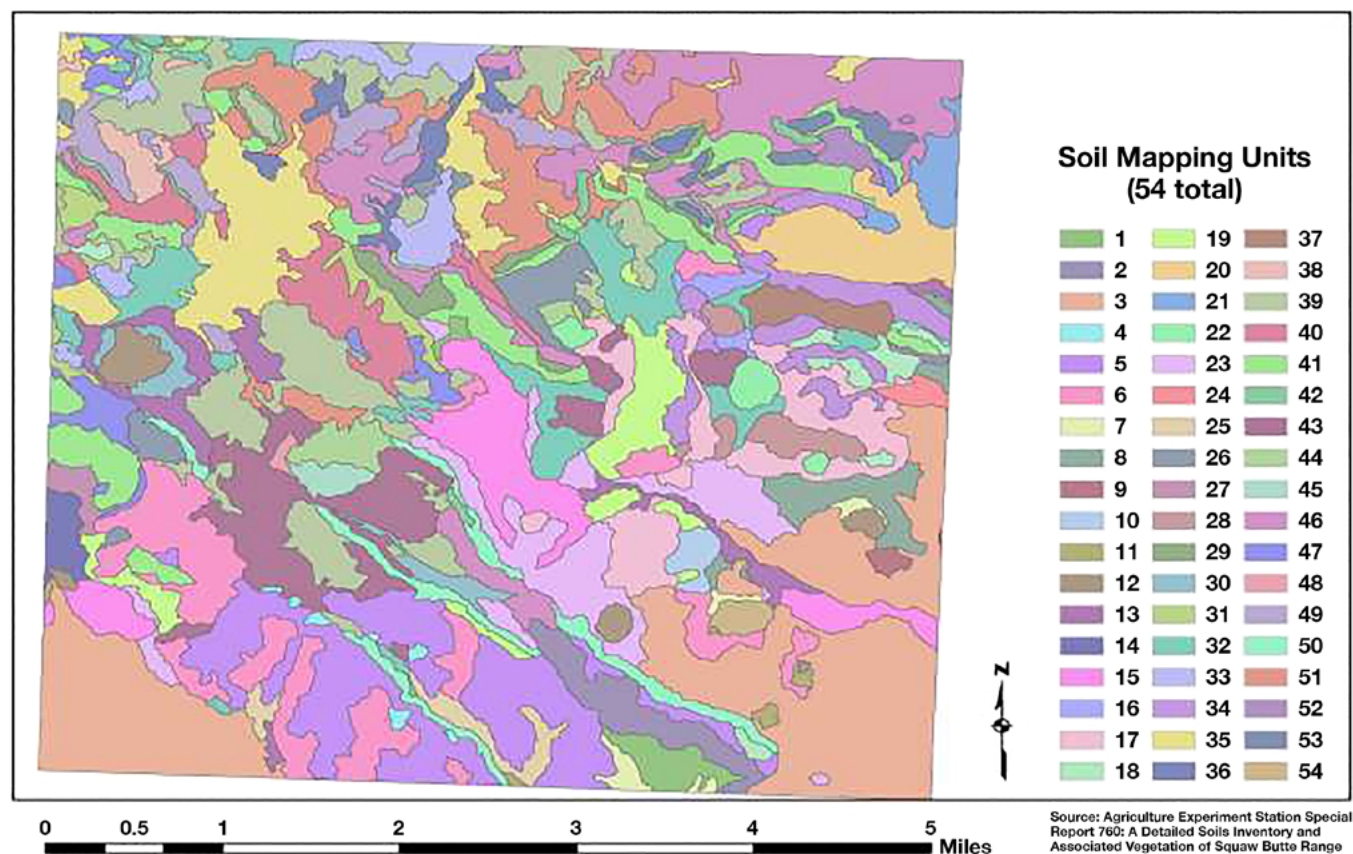 Soil Mapping Units
(54 total)
1 19 37
2 20 38
3 21 39
4 22 40
5 23 41
6 24 42
7 25 43
8 26 44
9 27 45
10 28 46
11 29 47
12 30 48
13 31 49
14 32 50
15 33 51
16 34 52
17 35 53
18 36 54
N
0 0.5 1 2 3 4 5 Miles
Source: Agriculture Experiment Station Special
Report 760: A Detailed Soils Inventory and
Associated Vegetation of Squaw Butte Range